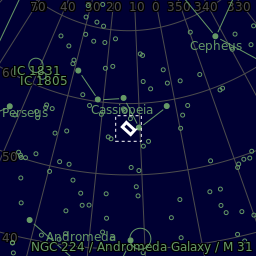 70 40 20 10 0 350 340 330
Cepheus
60
IC 1831
IC 1805
Cassiopeia
Perseus
50
40
Andromeda
NGC 224 / Andromeda Galaxy / M 31